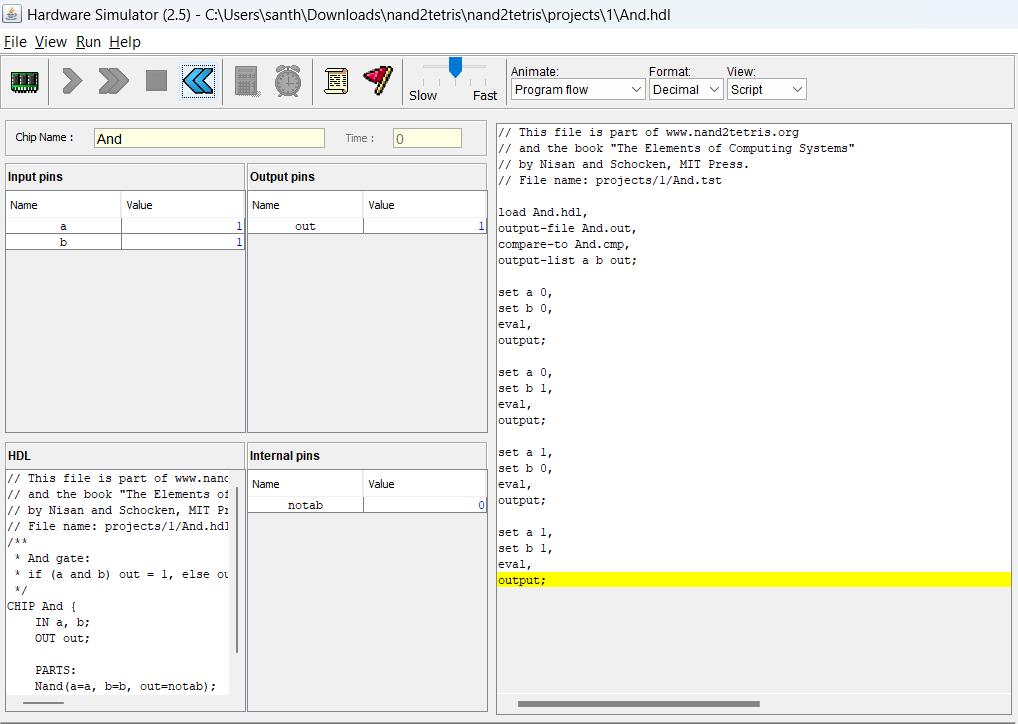 Hardware Simulator (2.5) - C:\Users\santh\Downloads\nand2tetris\nand2tetris\projects\1\And.hdl
File View Run Help
Slow Fast
Animate: Format: View:
Program flow Decimal Script
Chip Name : And Time : 0
Input pins
Name Value
a 1
b 1
Output pins
Name Value
out 1
HDL
// This file is part of www.nand
// and the book "The Elements of
// by Nisan and Schocken, MIT Pr
// File name: projects/1/And.hdl
/**
* And gate:
* if (a and b) out = 1, else ou
*/
CHIP And {
IN a, b;
OUT out;
PARTS:
Nand(a=a, b=b, out=notab);
Internal pins
Name Value
notab 0
// This file is part of www.nand2tetris.org
// and the book "The Elements of Computing Systems"
// by Nisan and Schocken, MIT Press.
// File name: projects/1/And.tst
load And.hdl,
output-file And.out,
compare-to And.cmp,
output-list a b out;
set a 0,
set b 0,
eval,
output;
set a 0,
set b 1,
eval,
output;
set a 1,
set b 0,
eval,
output;
set a 1,
set b 1,
eval,
output;